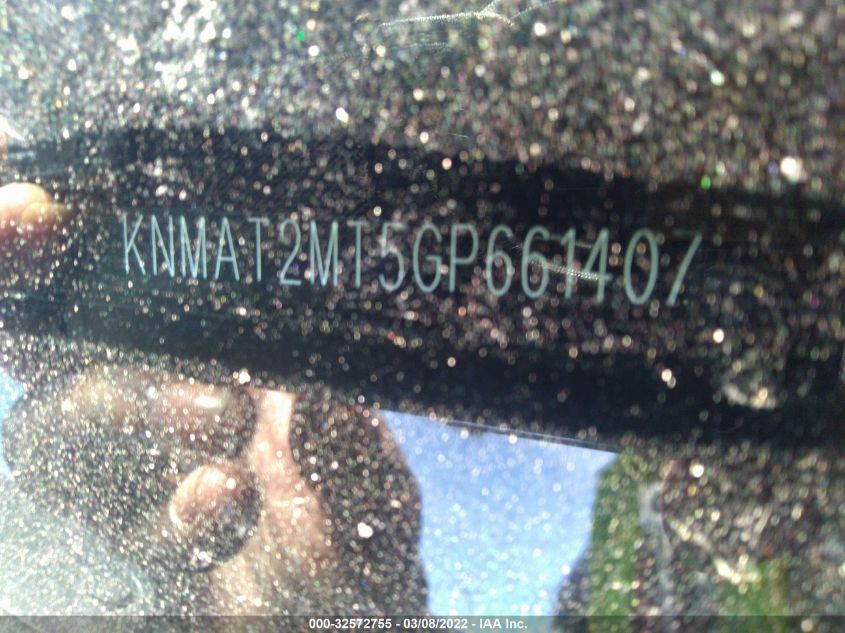 KNMAT2MT5GP661407
000-32572755 - 03/08/2022 - IAA Inc.